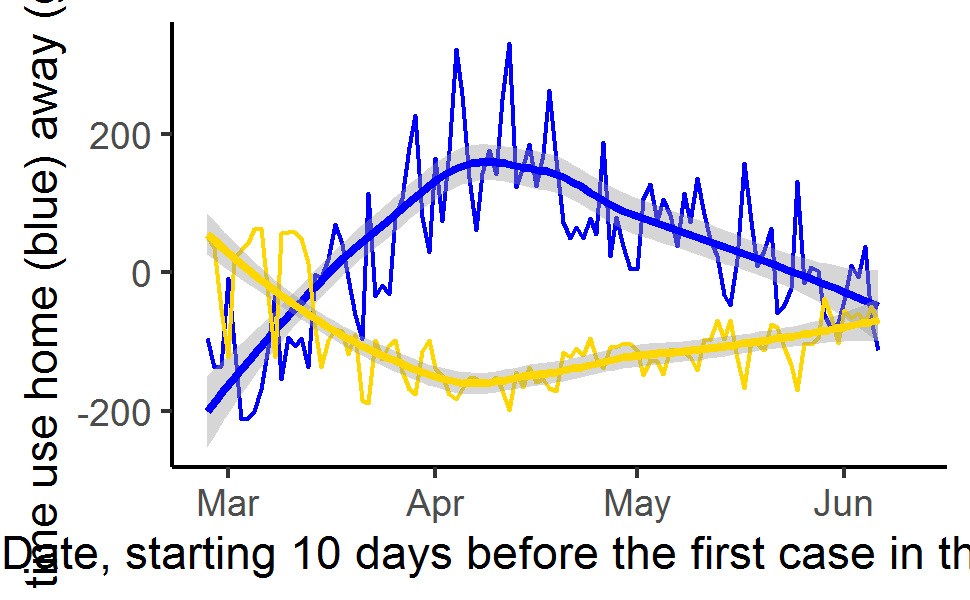 time use home (blue) away (
200
0
-200
Mar Apr May Jun
Date, starting 10 days before the first case in th